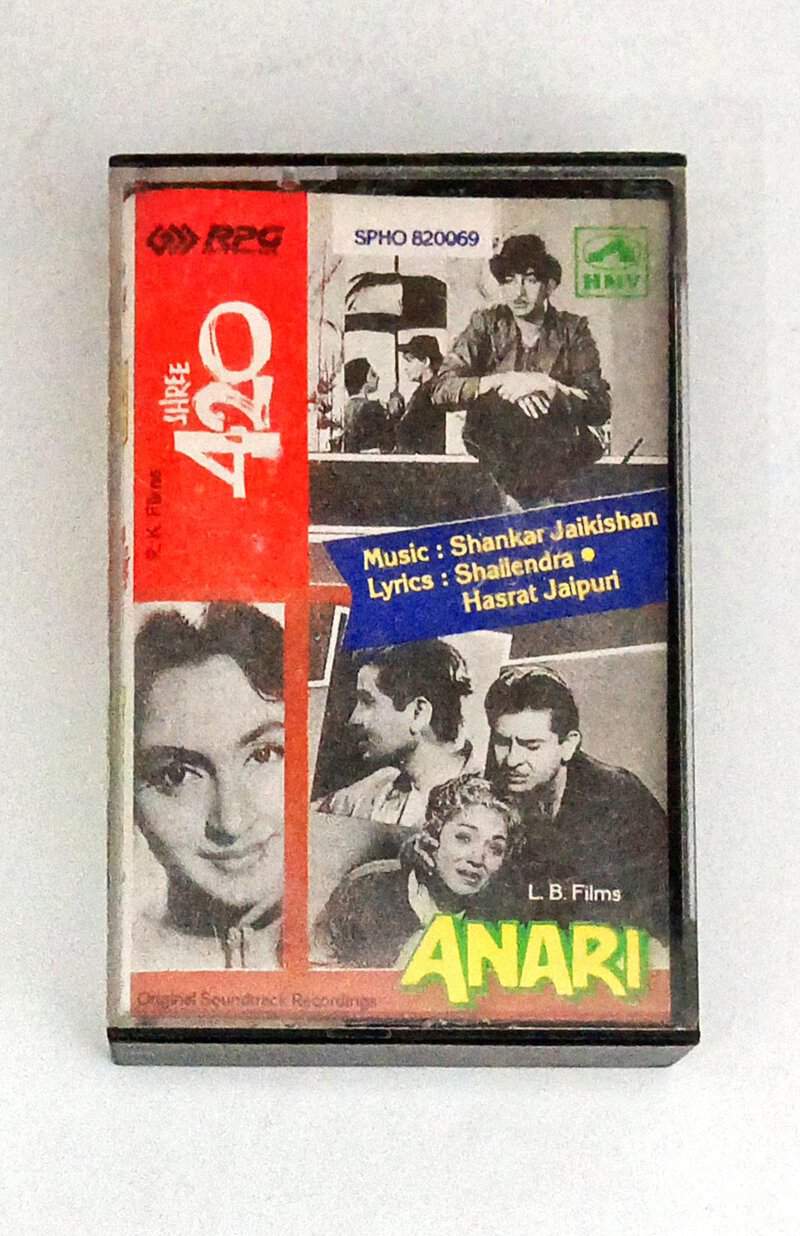 RPG
SPHO 820069
HMV
SHREE
420
R. K. Films
Music : Shankar Jaikishan
Lyrics : Shailendra •
Hasrat Jaipuri
L. B. Films
ANARI
Original Soundtrack Recordings